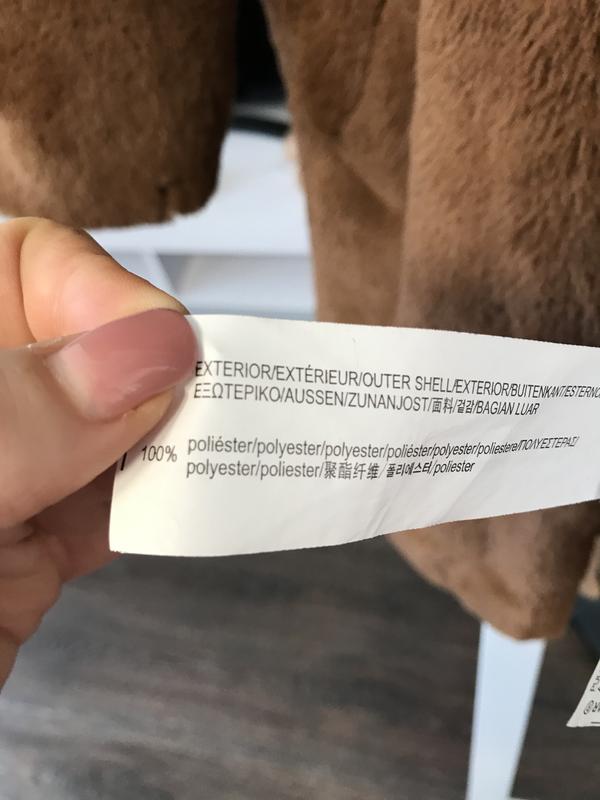 EXTERIOR/EXTÉRIEUR/OUTER SHELL/EXTERIOR/BUITENKANT/ESTERNO
ΕΞΩΤΕΡΙΚΟ/AUSSEN/ZUNANJOST/面料/겉감/BAGIAN LUAR
100% poliéster/polyester/polyester/poliéster/polyester/poliestere/ΠΟΛΥΕΣΤΕΡΑΣ/
polyester/poliester/聚酯纤维/폴리에스터/poliester